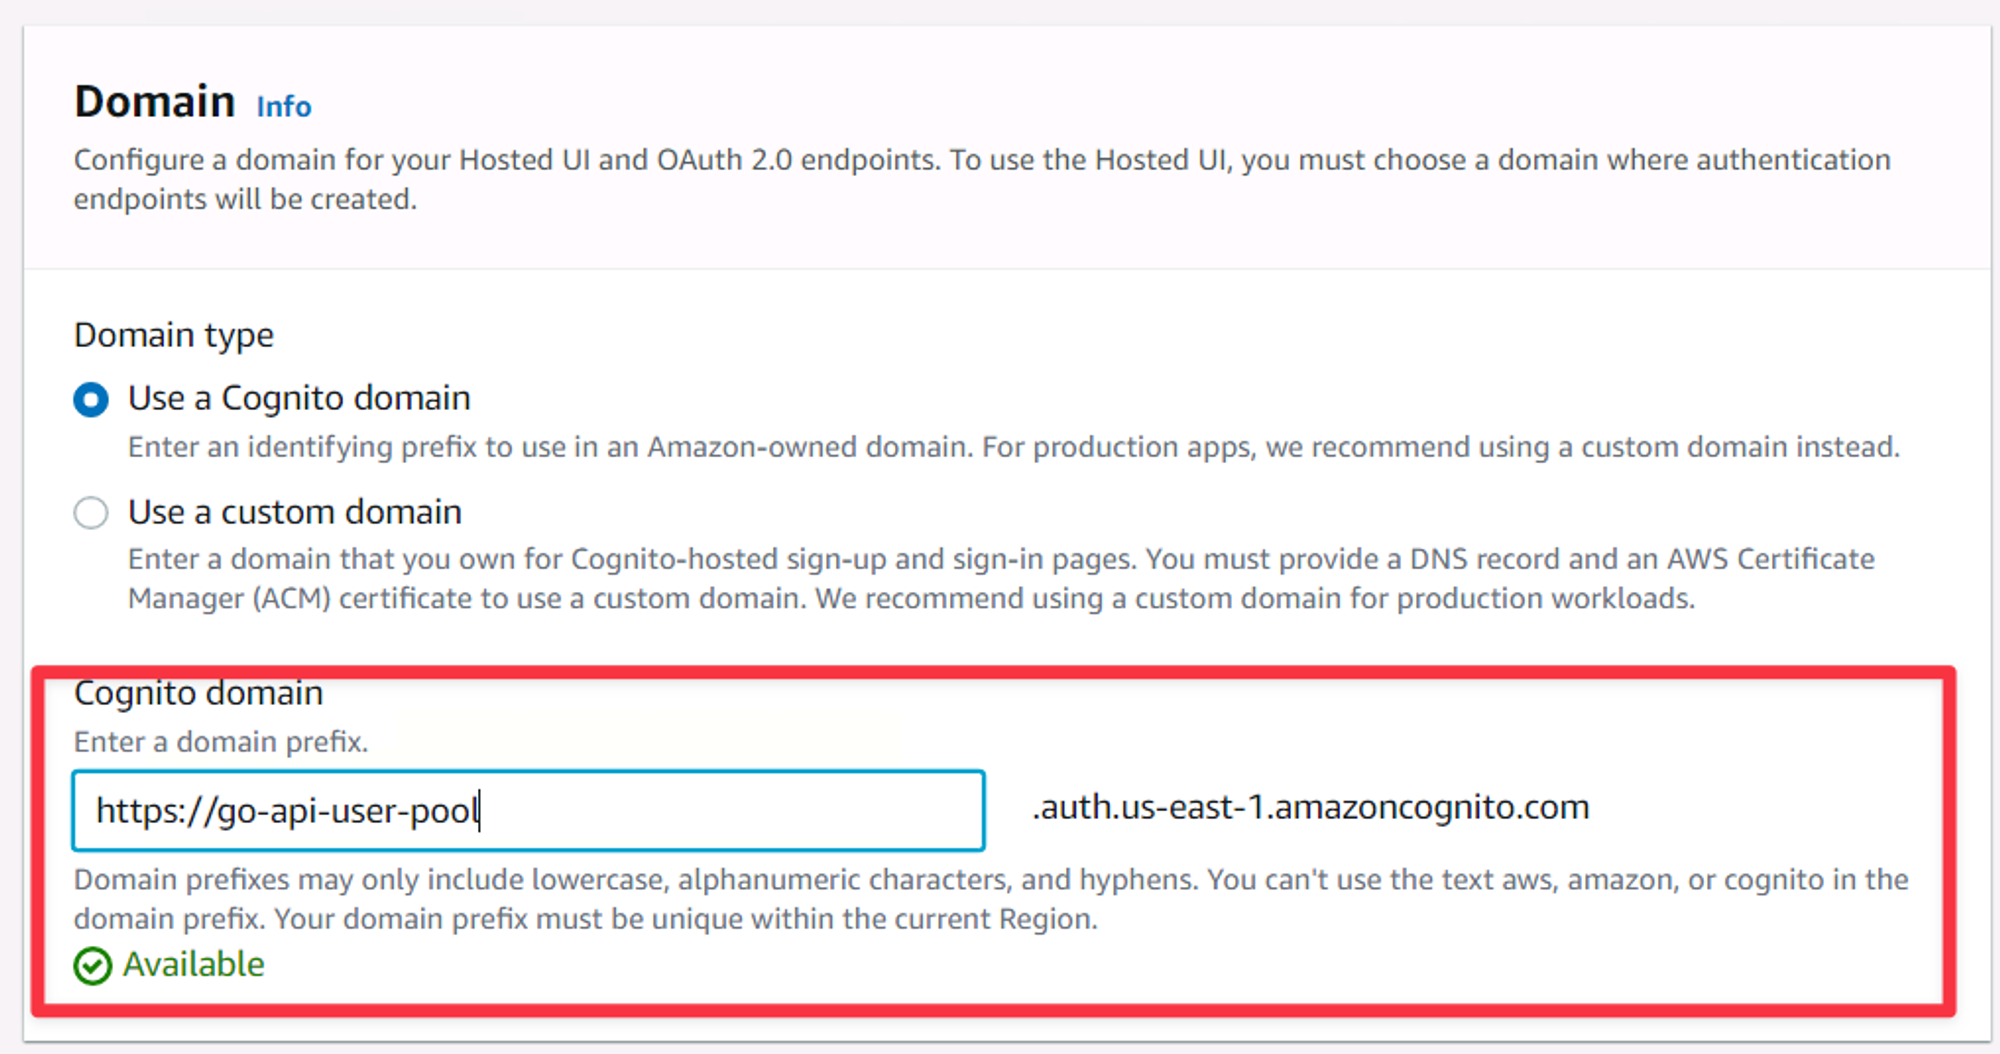 Domain Info
Configure a domain for your Hosted UI and OAuth 2.0 endpoints. To use the Hosted UI, you must choose a domain where authentication
endpoints will be created.
Domain type
Use a Cognito domain
Enter an identifying prefix to use in an Amazon-owned domain. For production apps, we recommend using a custom domain instead.
Use a custom domain
Enter a domain that you own for Cognito-hosted sign-up and sign-in pages. You must provide a DNS record and an AWS Certificate
Manager (ACM) certificate to use a custom domain. We recommend using a custom domain for production workloads.
Cognito domain
Enter a domain prefix.
https://go-api-user-pool .auth.us-east-1.amazoncognito.com
Domain prefixes may only include lowercase, alphanumeric characters, and hyphens. You can't use the text aws, amazon, or cognito in the
domain prefix. Your domain prefix must be unique within the current Region.
Available